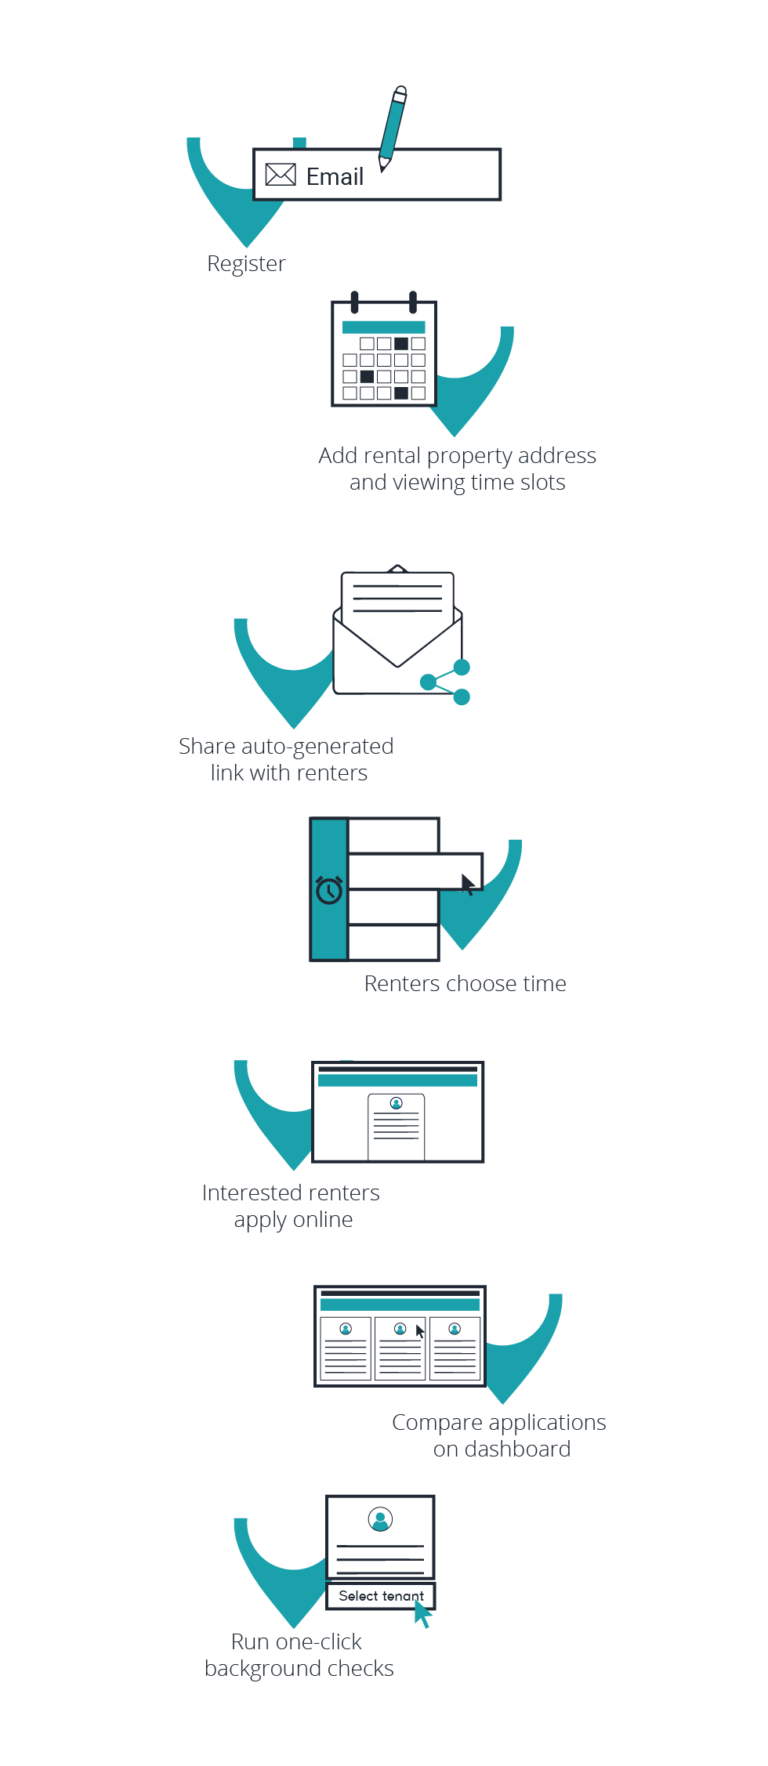 Email
Register
Add rental property address
and viewing time slots
Share auto-generated
link with renters
Renters choose time
Interested renters
apply online
Compare applications
on dashboard
Select tenant
Run one-click
background checks